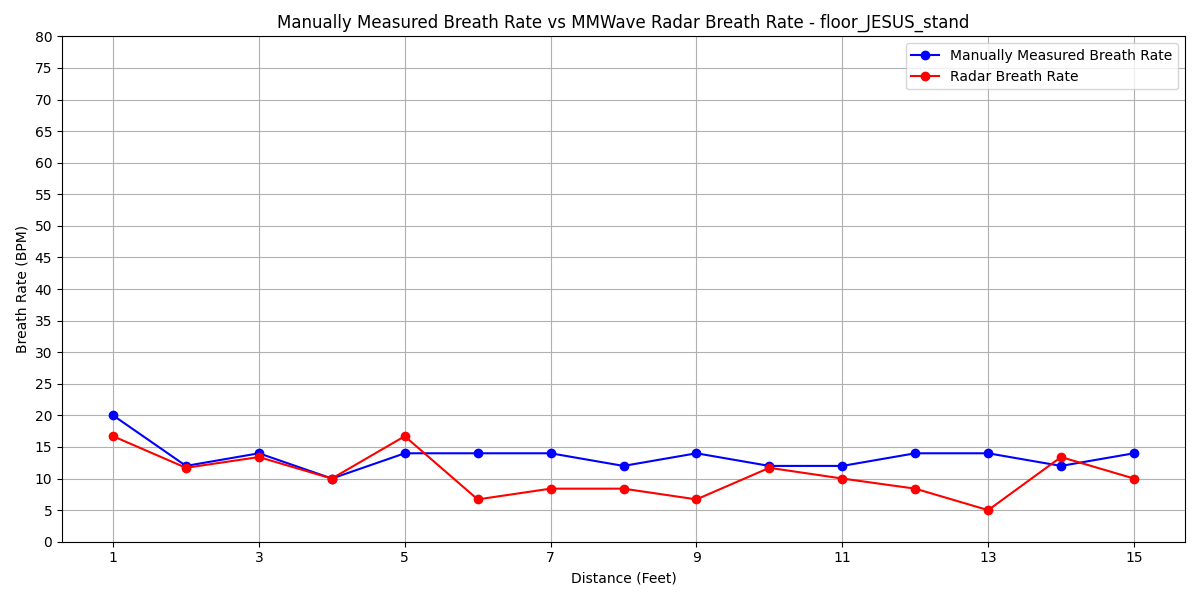 Manually Measured Breath Rate vs MMWave Radar Breath Rate - floor_JESUS_stand
Manually Measured Breath Rate
Radar Breath Rate
Breath Rate (BPM)
80
75
70
65
60
55
50
45
40
35
30
25
20
15
10
5
0
1 3 5 7 9 11 13 15
Distance (Feet)